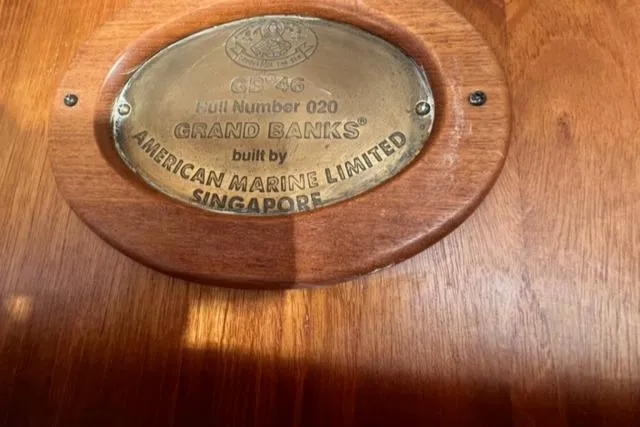 GB 46
Hull Number 020
GRAND BANKS®
built by
AMERICAN MARINE LIMITED
SINGAPORE